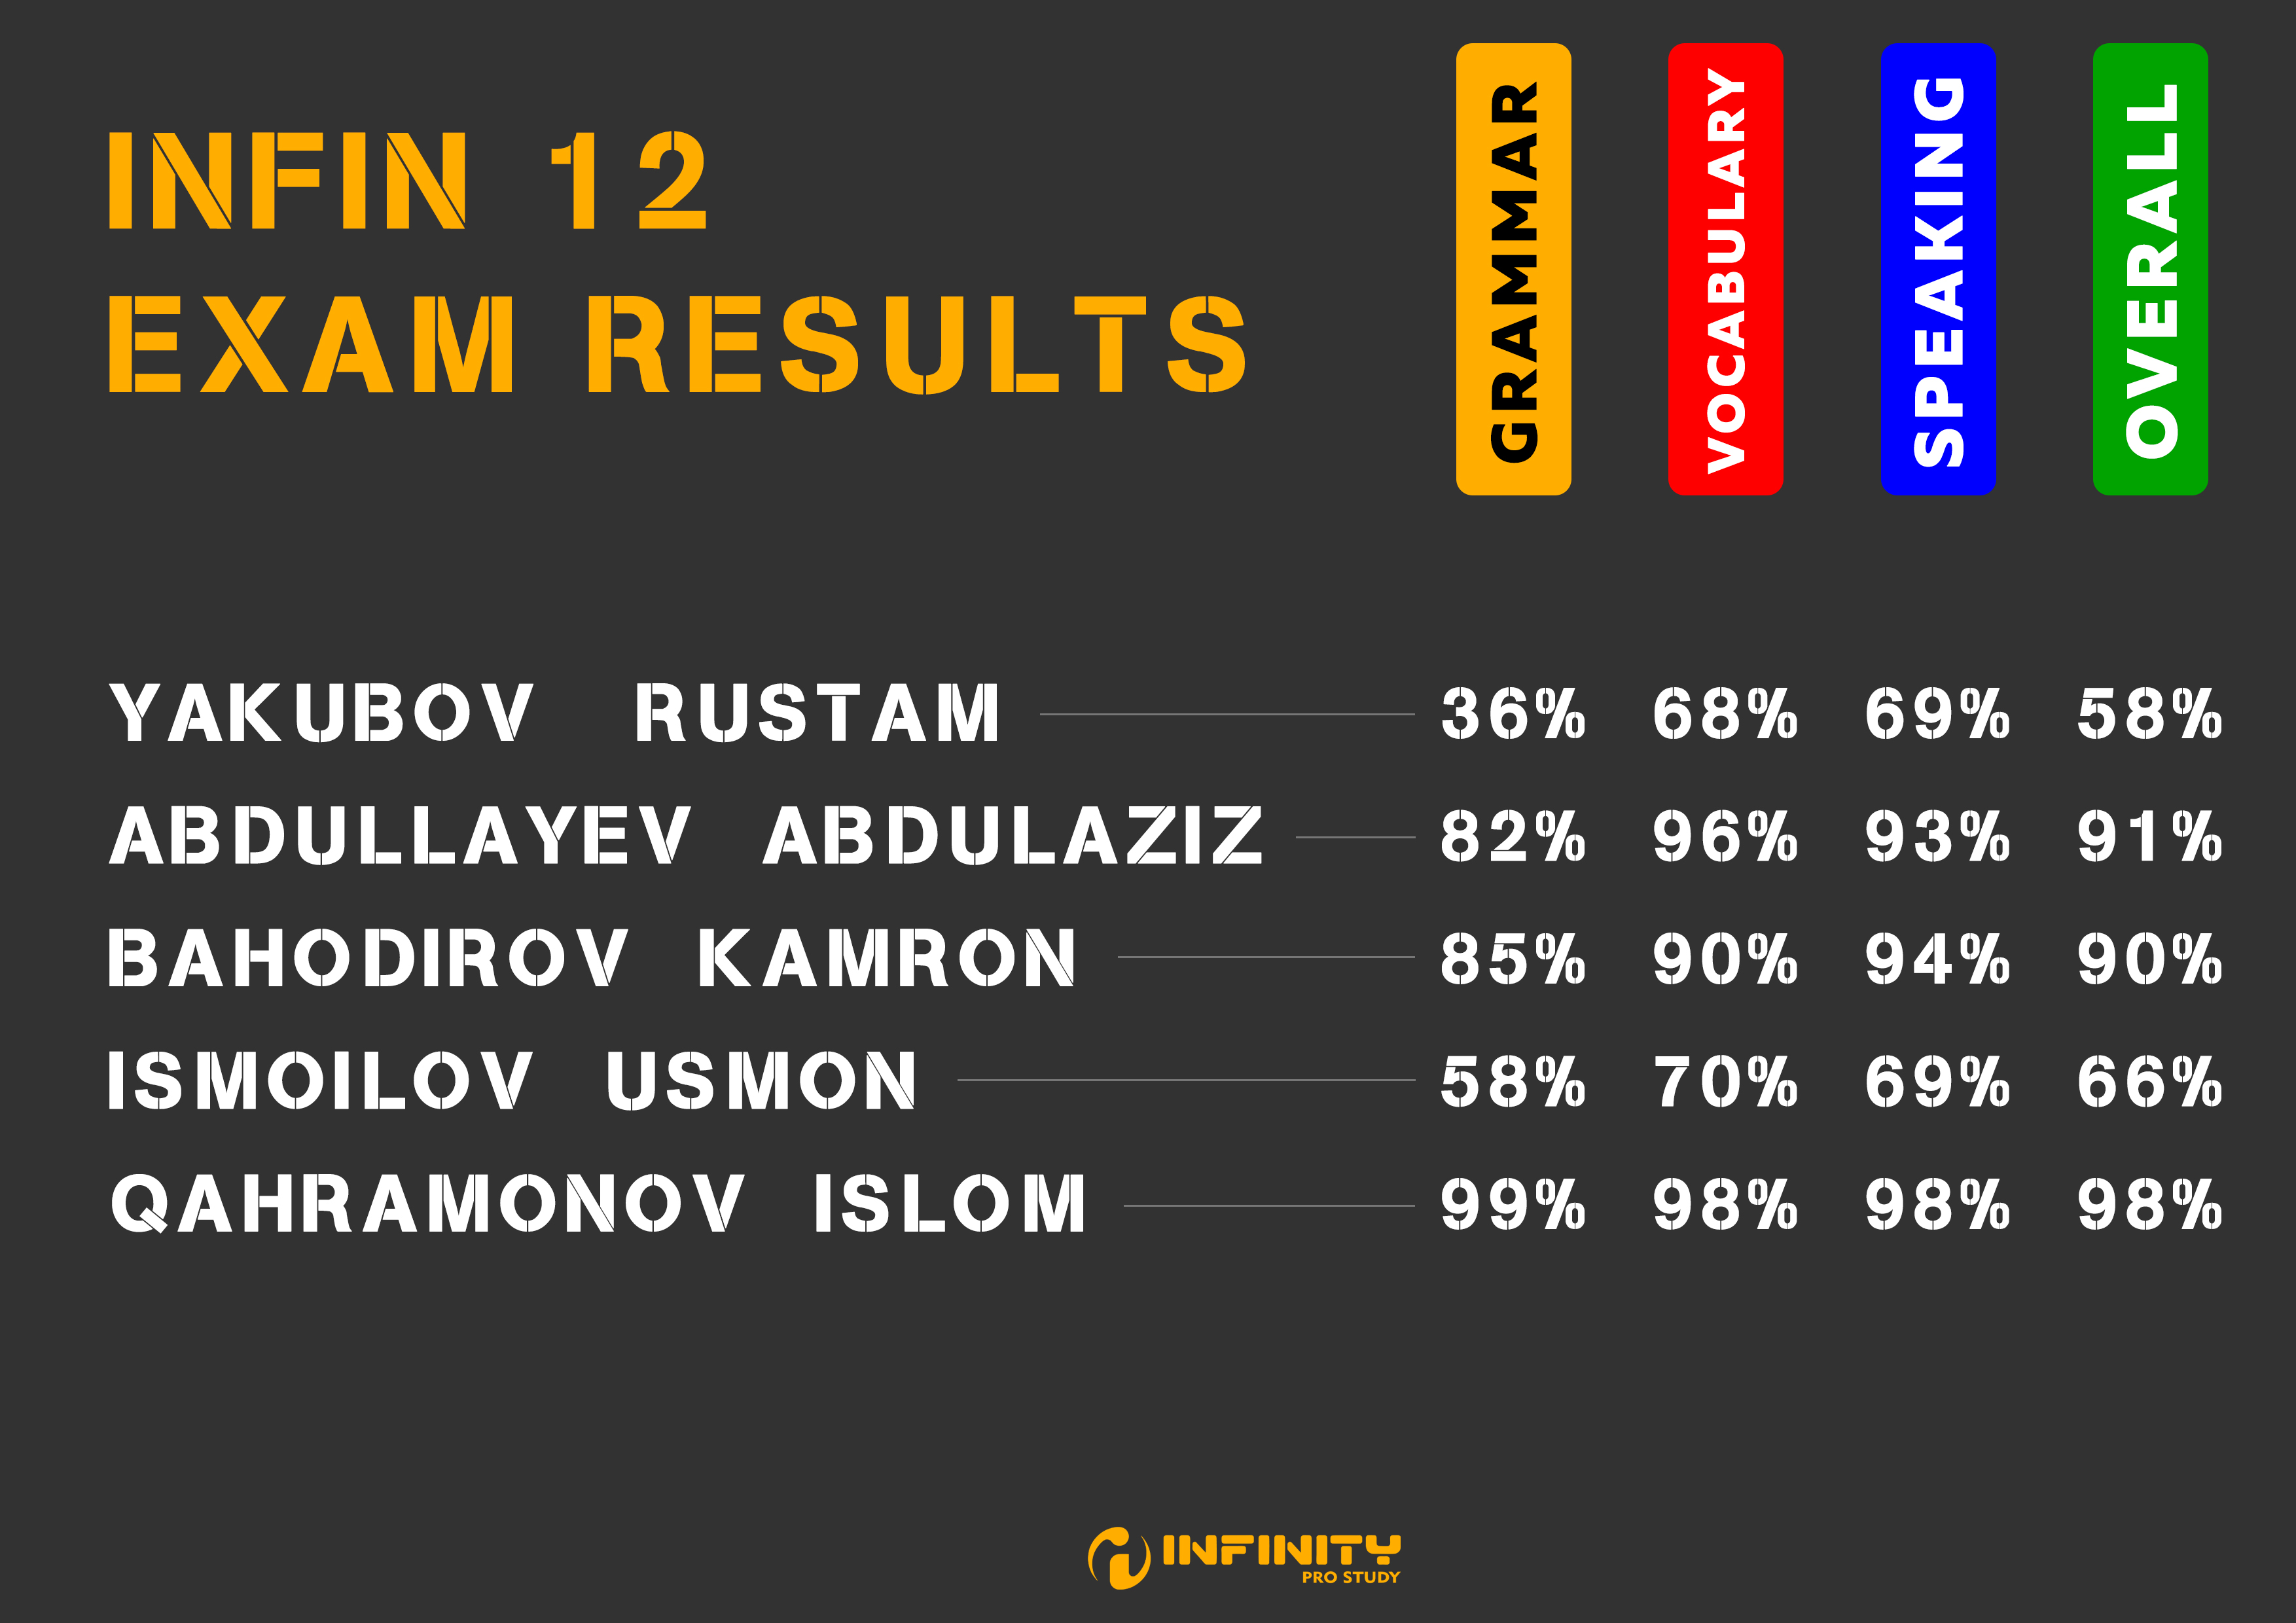 INFIN 12
EXAM RESULTS
GRAMMAR VOCABULARY SPEAKING OVERALL
YAKUBOV RUSTAM 36% 68% 69% 58%
ABDULLAYEV ABDULAZIZ 82% 96% 93% 91%
BAHODIROV KAMRON 85% 90% 94% 90%
ISMOILOV USMON 58% 70% 69% 66%
QAHRAMONOV ISLOM 99% 98% 98% 98%
INFINITY
PRO STUDY